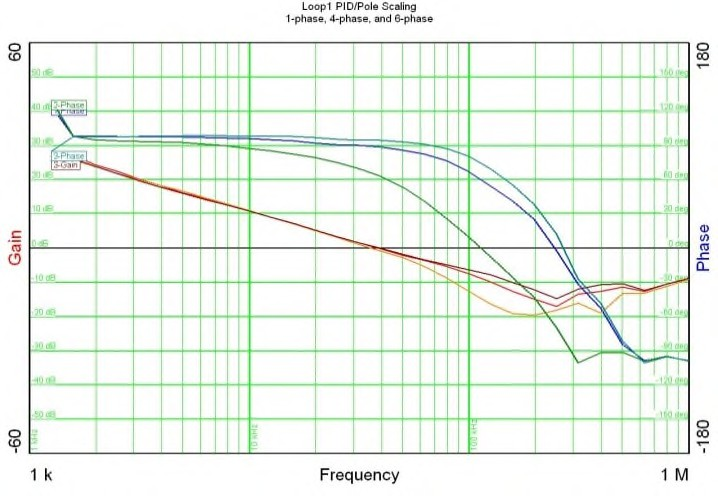 Loop1 PID/Pole Scaling
1-phase, 4-phase, and 6-phase
60
180
50 dB
150 deg
40 dB
120 deg
2-Phase
30 dB
90 deg
3-Phase
3-Gain
20 dB
60 deg
10 dB
30 deg
0 dB
0 deg
Gain
Phase
-10 dB
-30 deg
-20 dB
-60 deg
-30 dB
-90 deg
-40 dB
-120 deg
-50 dB
-150 deg
1 kHz
10 kHz
100 kHz
-60
-180
1 k
Frequency
1 M